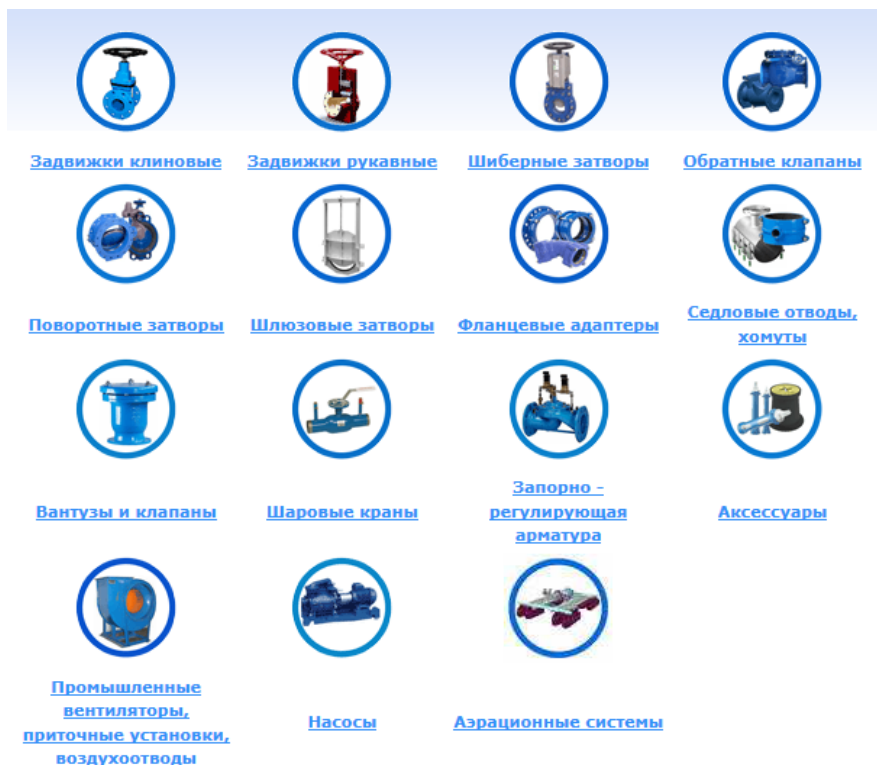 Задвижки клиновые
Задвижки рукавные
Шиберные затворы
Обратные клапаны
Поворотные затворы
Шлюзовые затворы
Фланцевые адаптеры
Седловые отводы,
хомуты
Вантузы и клапаны
Шаровые краны
Запорно -
регулирующая
арматура
Аксессуары
Промышленные
вентиляторы,
приточные установки,
воздухоотводы
Насосы
Аэрационные системы